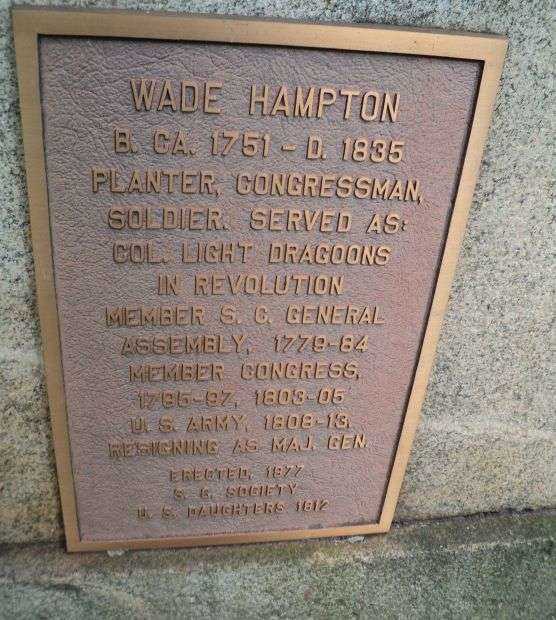 WADE HAMPTON
B. CA. 1751 - D. 1835
PLANTER, CONGRESSMAN,
SOLDIER. SERVED AS:
COL. LIGHT DRAGOONS
IN REVOLUTION
MEMBER S. C. GENERAL
ASSEMBLY, 1779-84
MEMBER CONGRESS,
1795-97, 1803-05
U. S. ARMY, 1808-13,
RESIGNING AS MAJ. GEN.
ERECTED, 1977
S. C. SOCIETY
U. S. DAUGHTERS 1812